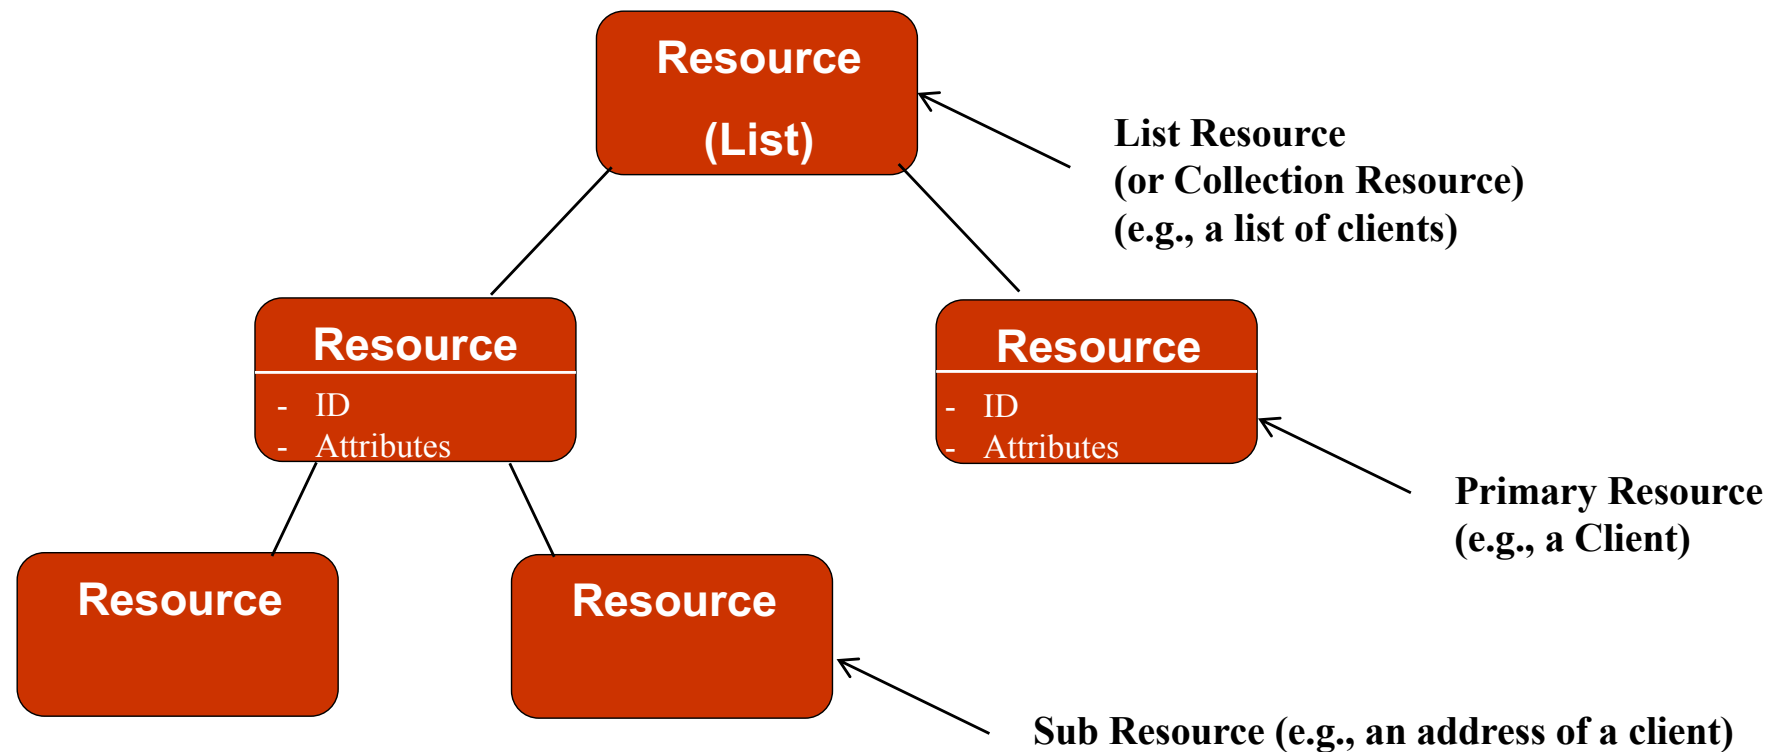 Resource
(List)
List Resource
(or Collection Resource)
(e.g., a list of clients)
Resource
- ID
- Attributes
Resource
- ID
- Attributes
Primary Resource
(e.g., a Client)
Resource
Resource
Sub Resource (e.g., an address of a client)